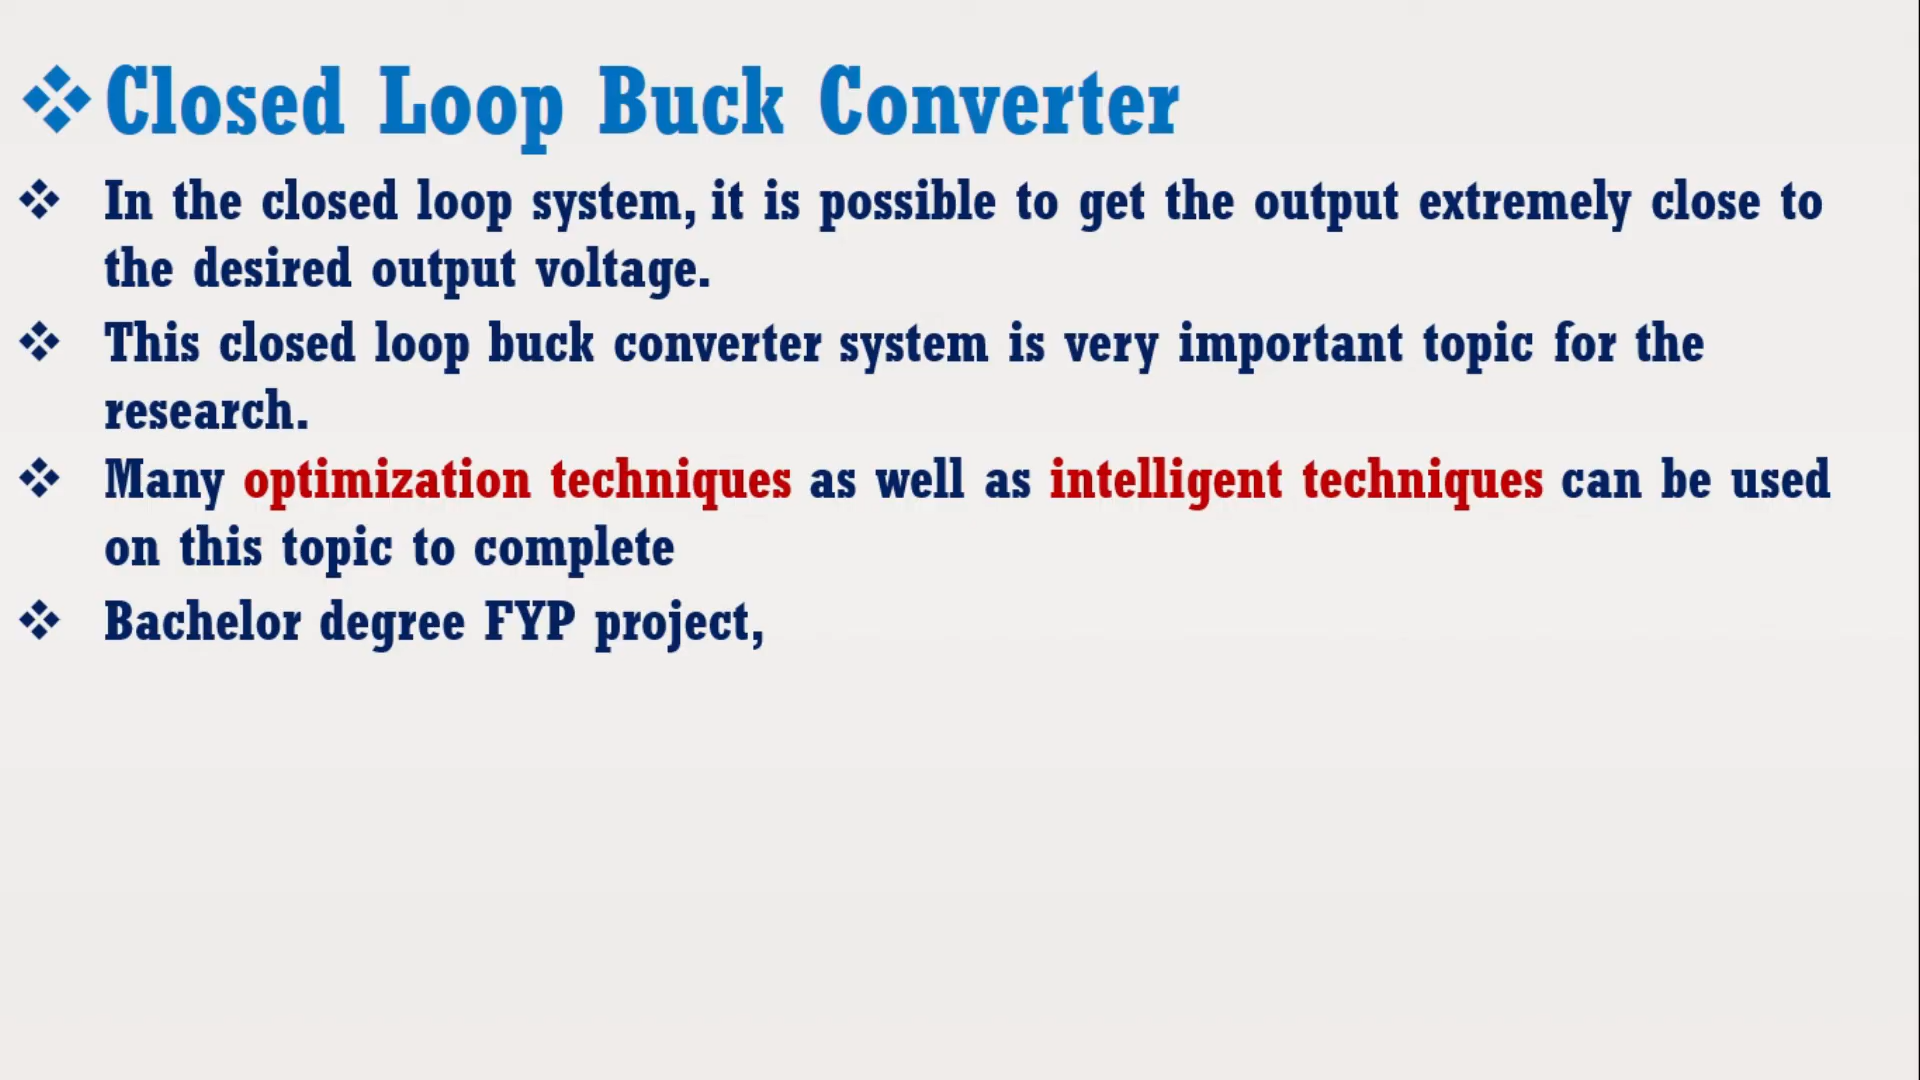 ❖Closed Loop Buck Converter
❖ In the closed loop system, it is possible to get the output extremely close to
the desired output voltage.
❖ This closed loop buck converter system is very important topic for the
research.
❖ Many optimization techniques as well as intelligent techniques can be used
on this topic to complete
❖ Bachelor degree FYP project,